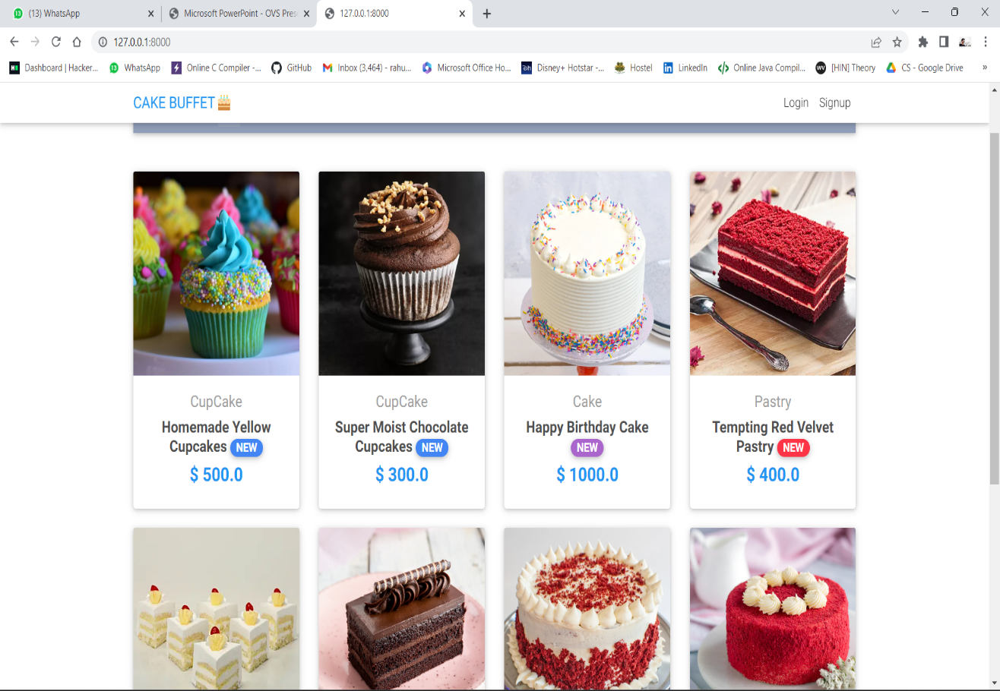 13 (13) WhatsApp
Microsoft PowerPoint - OVS Pres
127.0.0.1:8000
127.0.0.1:8000
Dashboard | Hacker...
13 WhatsApp
Online C Compiler -...
GitHub
Inbox (3,464) - rahu...
Microsoft Office Ho...
Disney+ Hotstar -...
Hostel
LinkedIn
Online Java Compil...
[HIN] Theory
CS - Google Drive
»
CAKE BUFFET
Login Signup
CupCake
Homemade Yellow
Cupcakes NEW
$ 500.0
CupCake
Super Moist Chocolate
Cupcakes NEW
$ 300.0
Cake
Happy Birthday Cake
NEW
$ 1000.0
Pastry
Tempting Red Velvet
Pastry NEW
$ 400.0